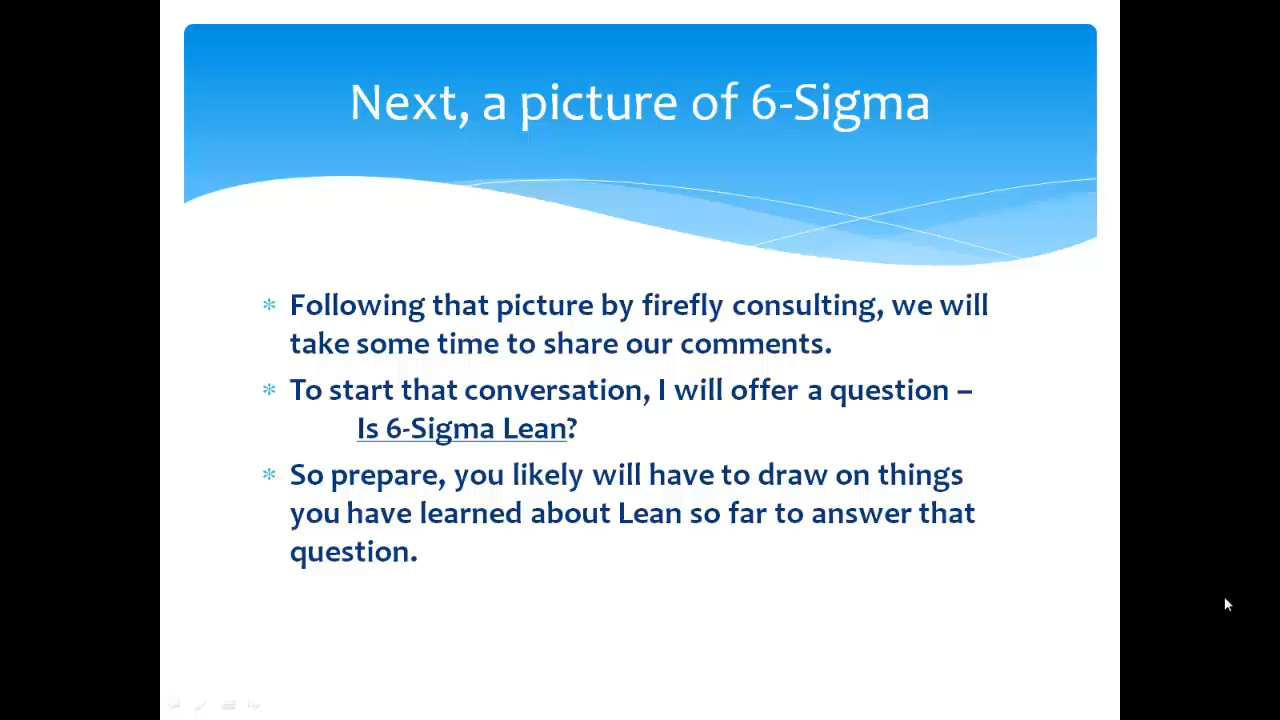 Next, a picture of 6-Sigma
Following that picture by firefly consulting, we will
take some time to share our comments.
To start that conversation, I will offer a question –
Is 6-Sigma Lean?
So prepare, you likely will have to draw on things
you have learned about Lean so far to answer that
question.